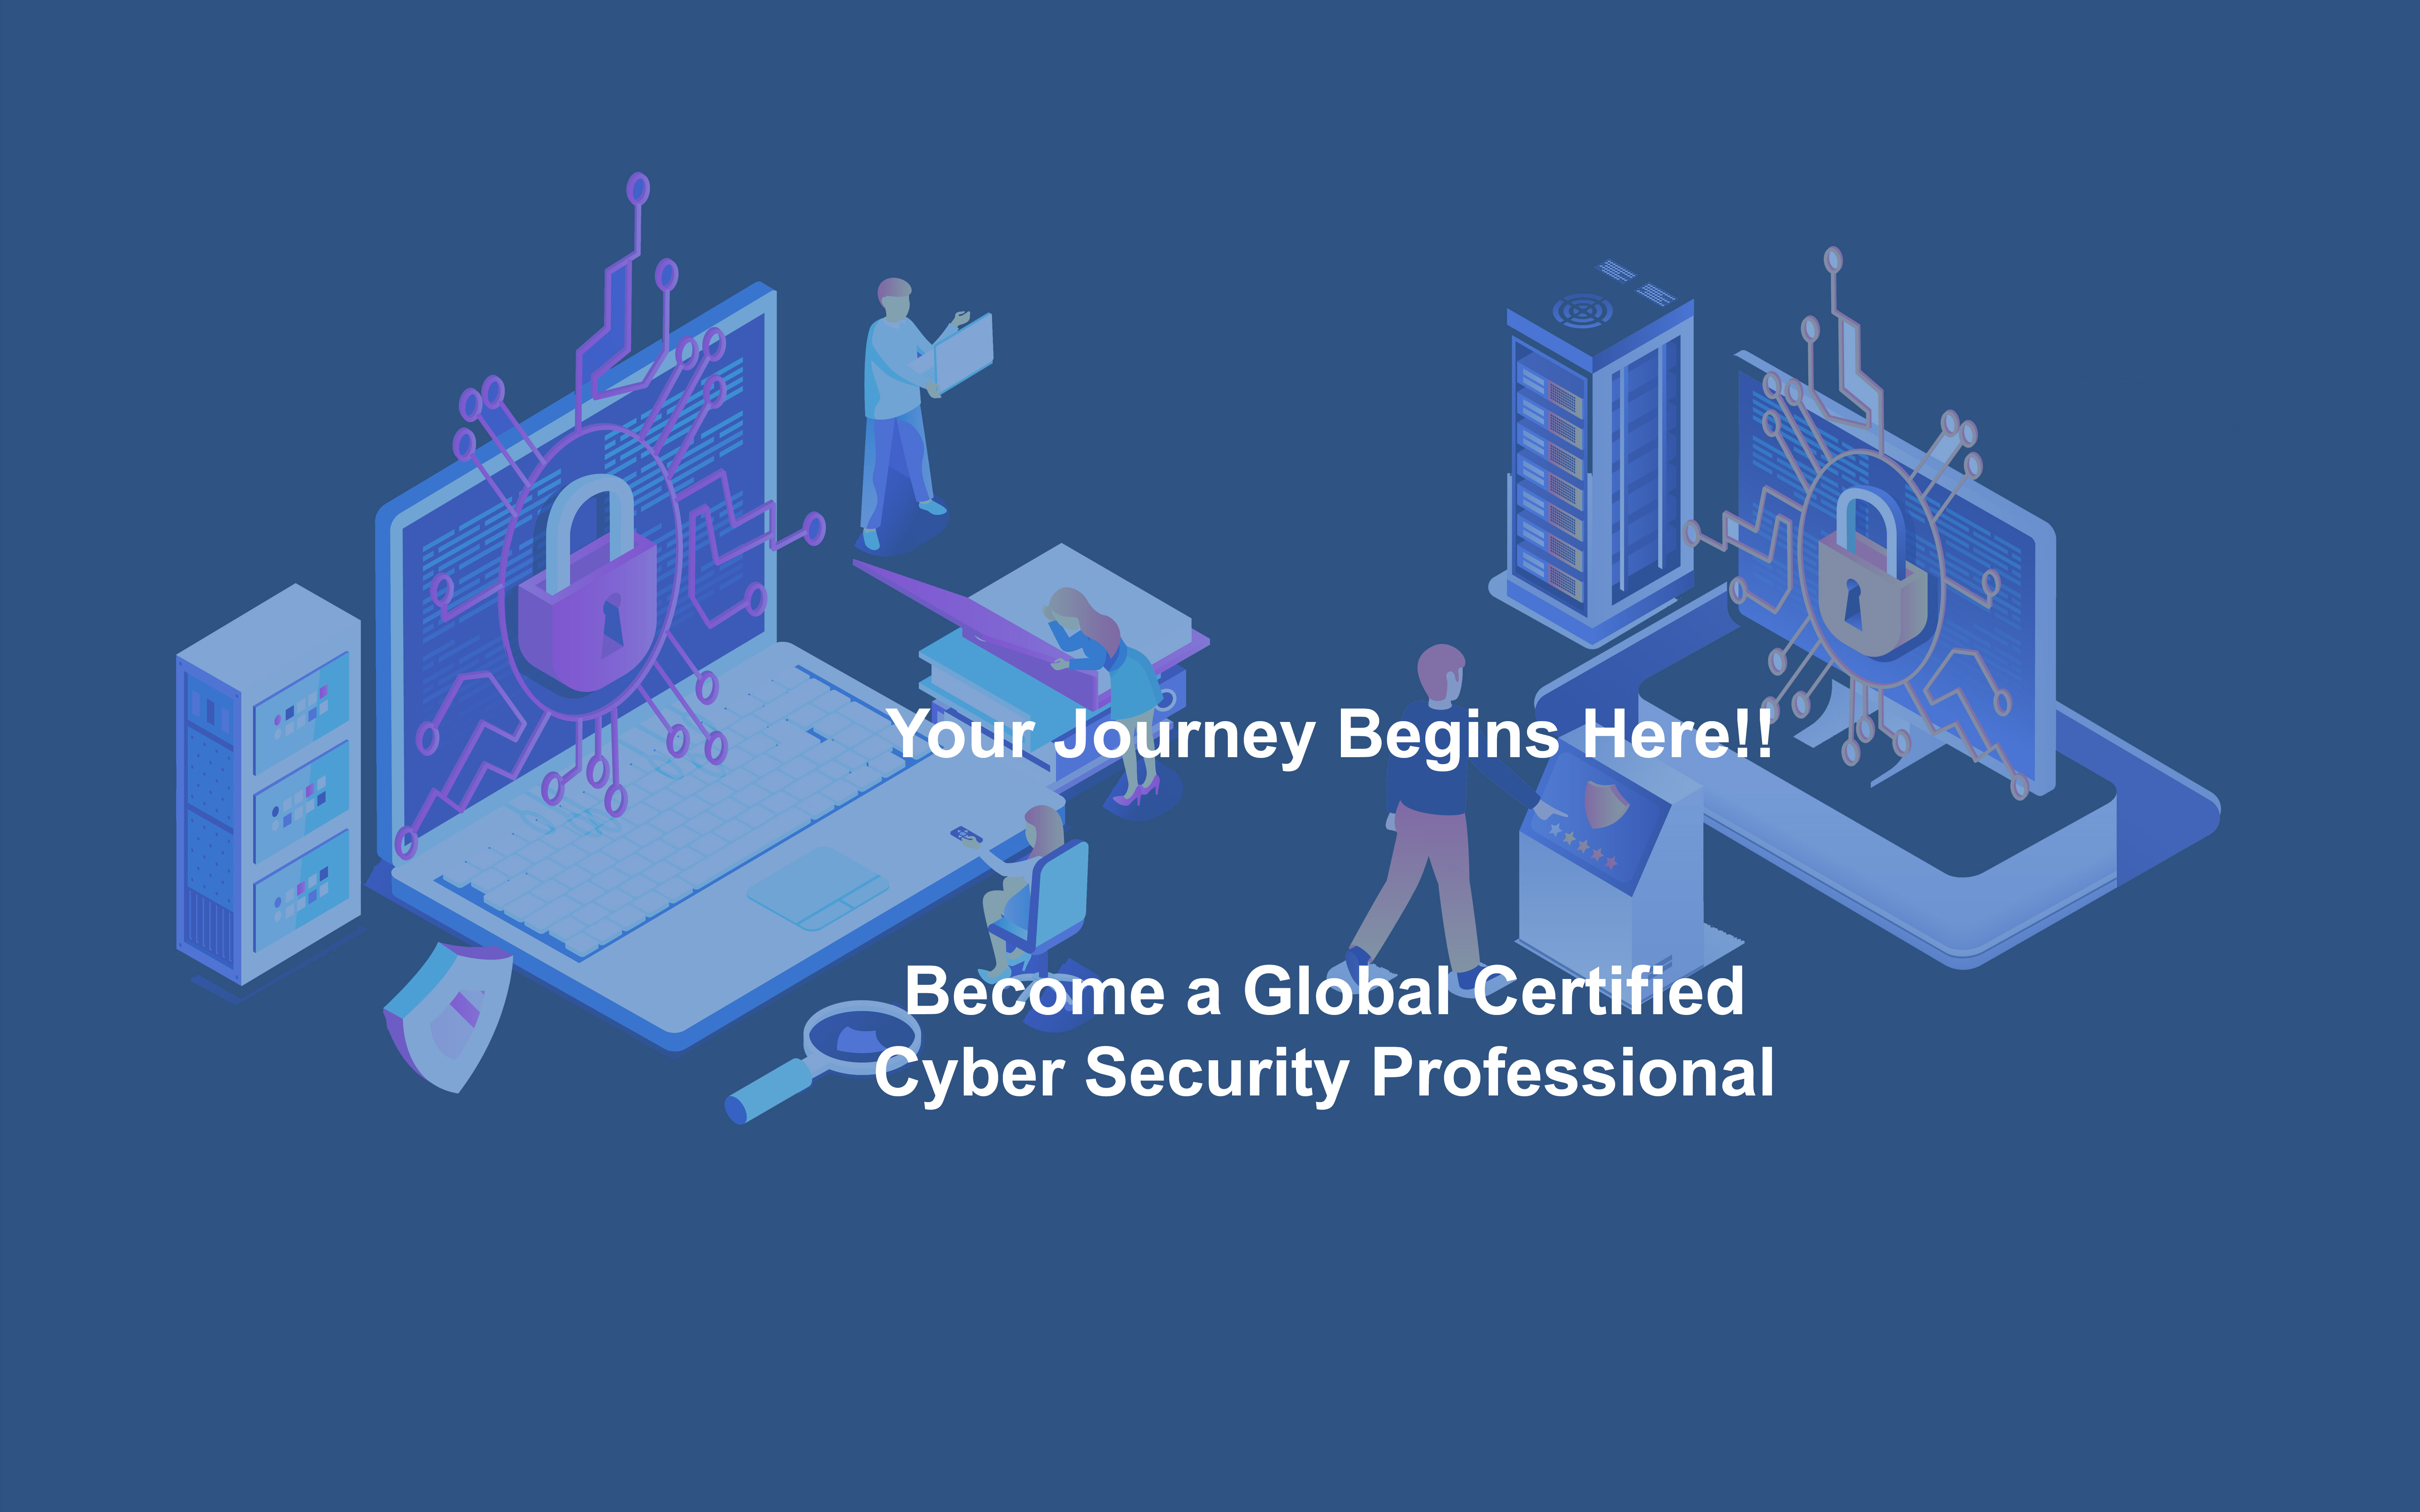 Your Journey Begins Here!!
Become a Global Certified
Cyber Security Professional